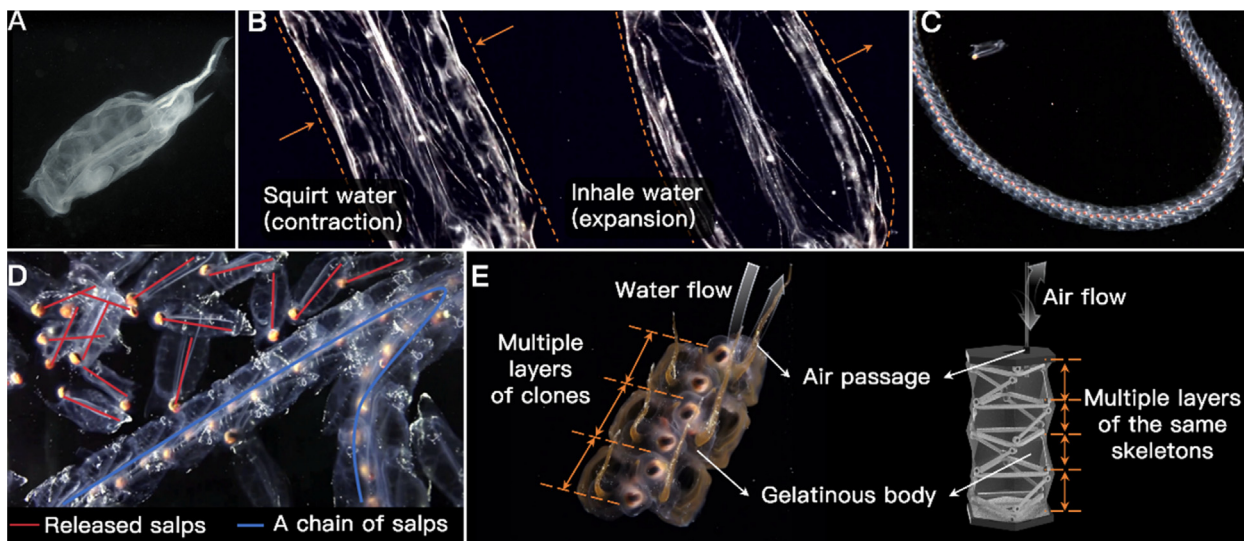 A
B
Squirt water
(contraction)
Inhale water
(expansion)
C
D
Released salps
A chain of salps
E
Water flow
Multiple
layers
of clones
Air passage
Gelatinous body
Air flow
Multiple layers
of the same
skeletons